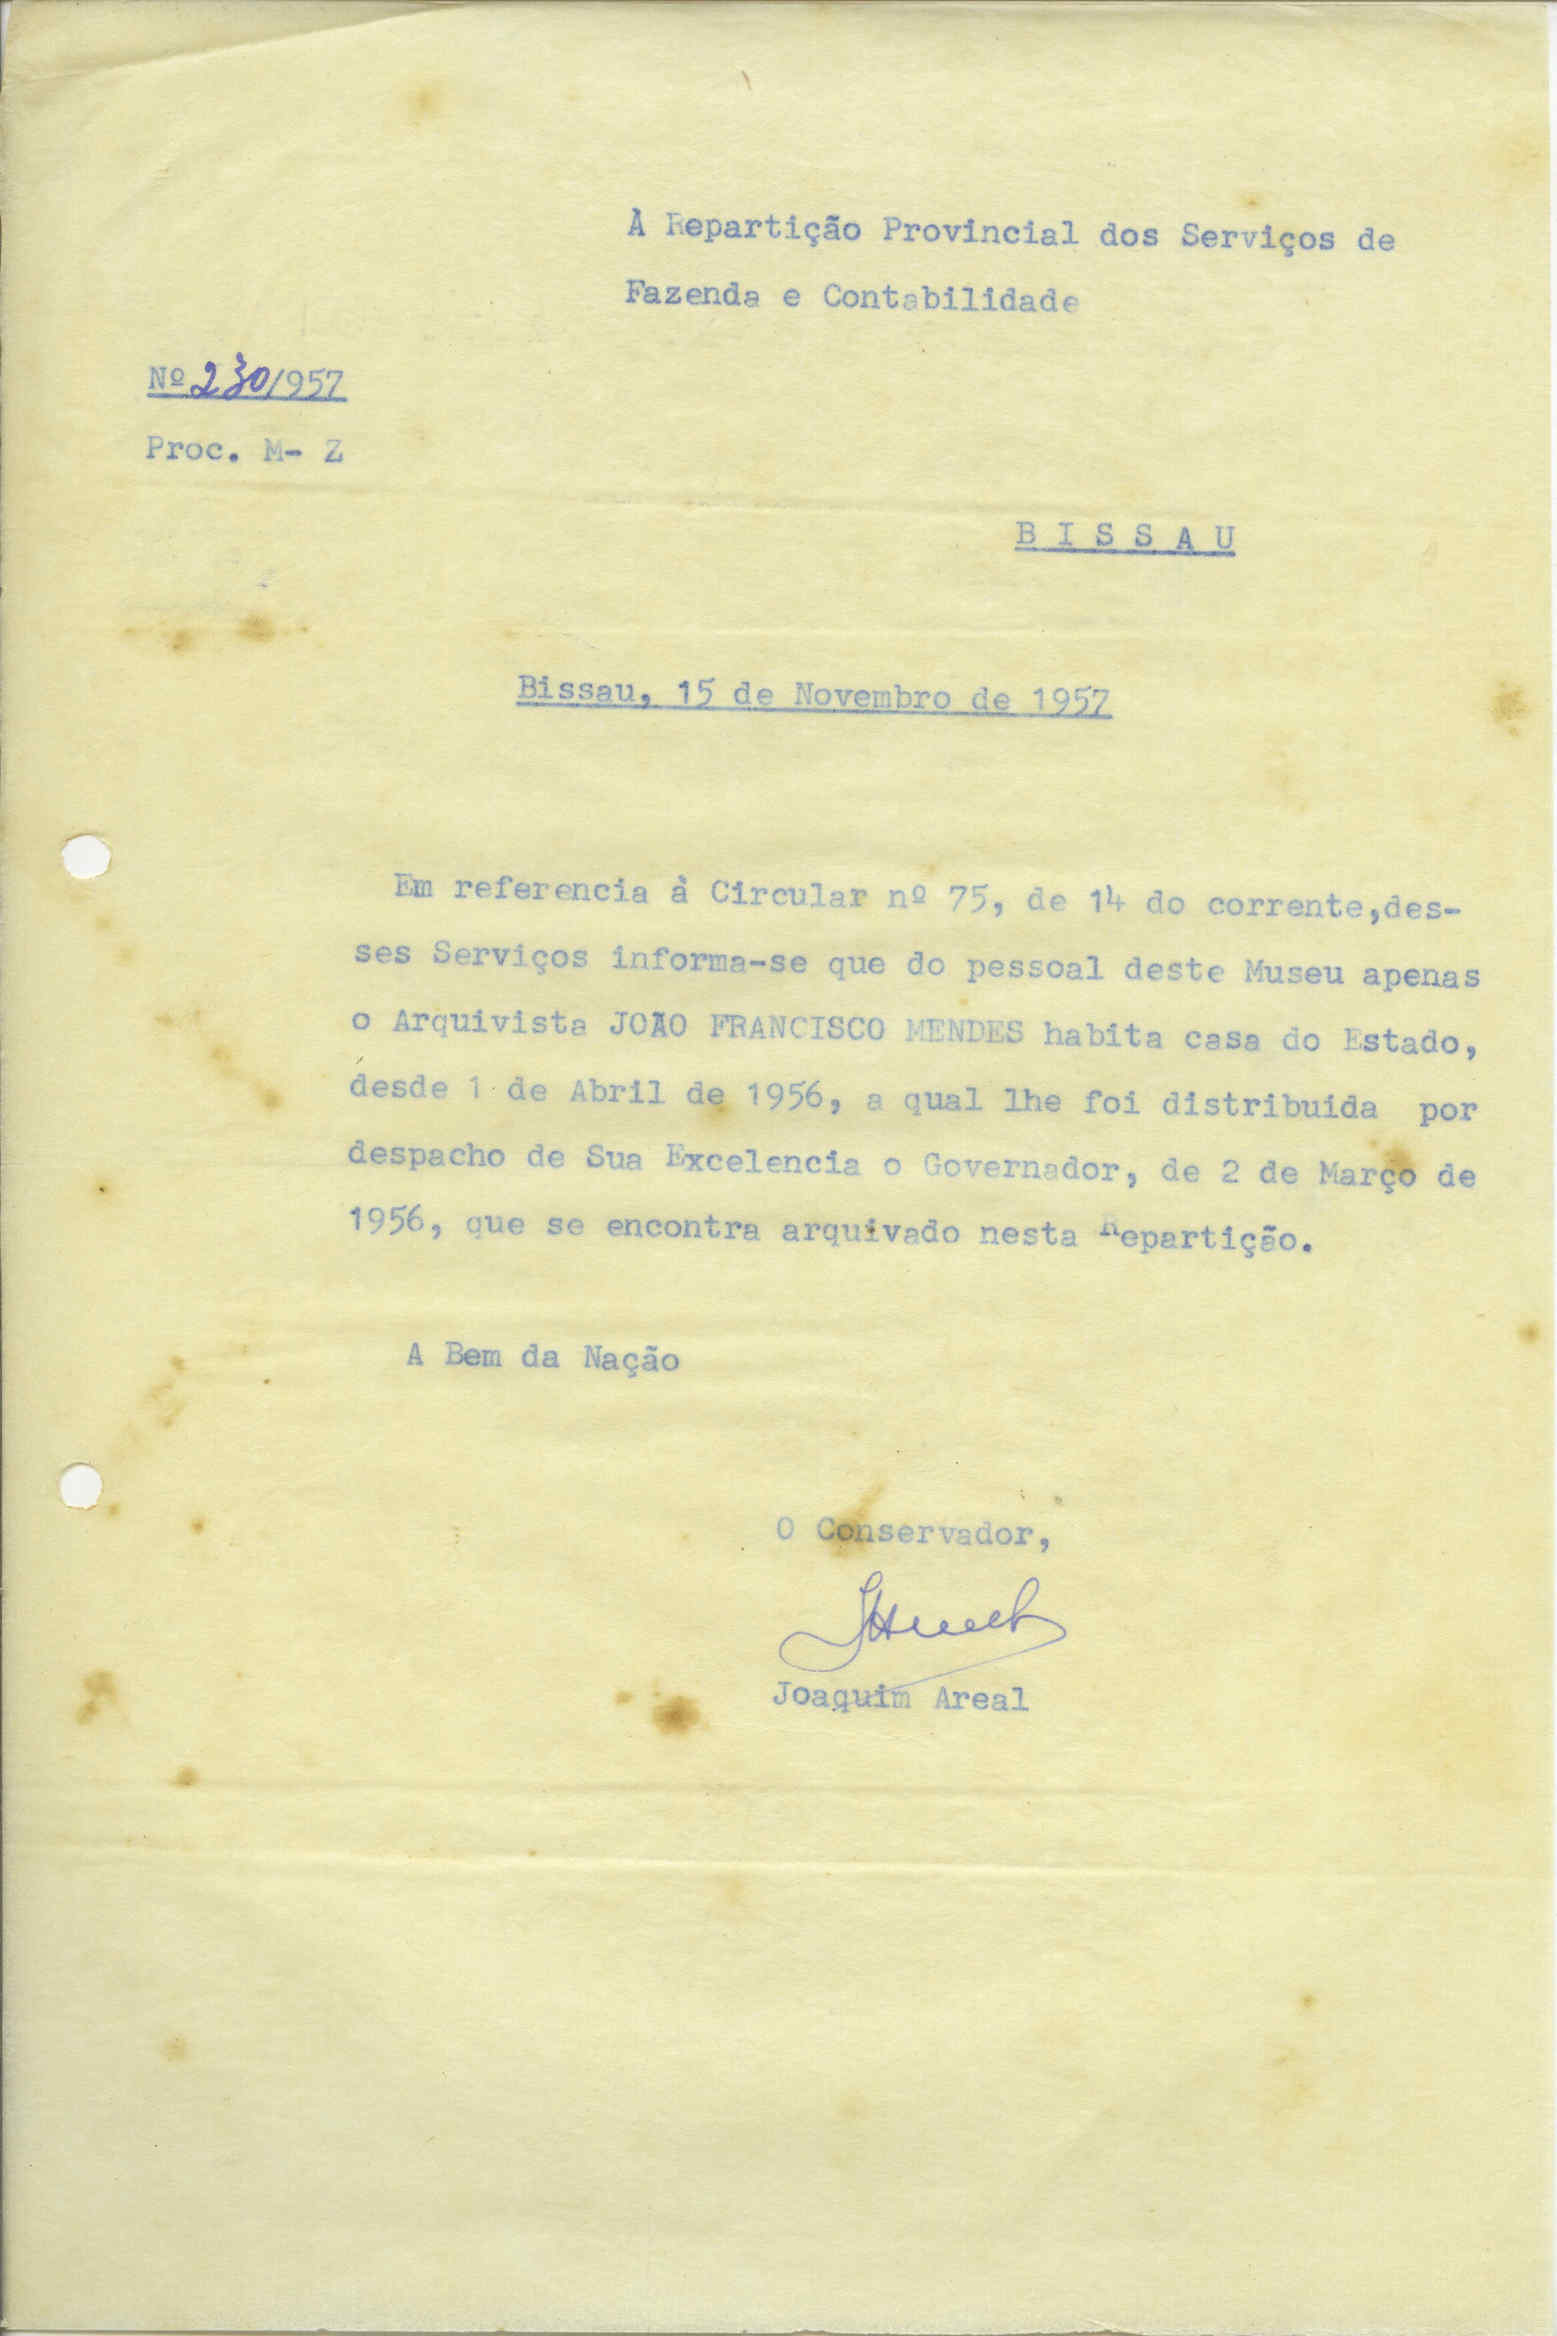 À Repartição Provincial dos Serviços de
Fazenda e Contabilidade
Nº 230/957
Proc. M- Z
B I S S A U
Bissau, 15 de Novembro de 1957
Em referencia à Circular nº 75, de 14 do corrente,des-
ses Serviços informa-se que do pessoal deste Museu apenas
o Arquivista JOÃO FRANCISCO MENDES habita casa do Estado,
desde 1 de Abril de 1956, a qual lhe foi distribuida por
despacho de Sua Excelencia o Governador, de 2 de Março de
1956, que se encontra arquivado nesta Repartição.
A Bem da Nação
O Conservador,
Joaquim Areal